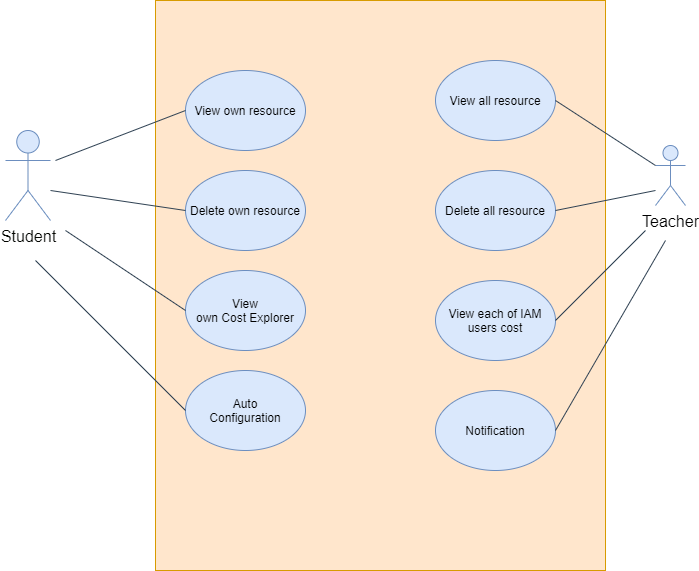 Student
View own resource
Delete own resource
View
own Cost Explorer
Auto
Configuration
View all resource
Delete all resource
View each of IAM
users cost
Notification
Teacher